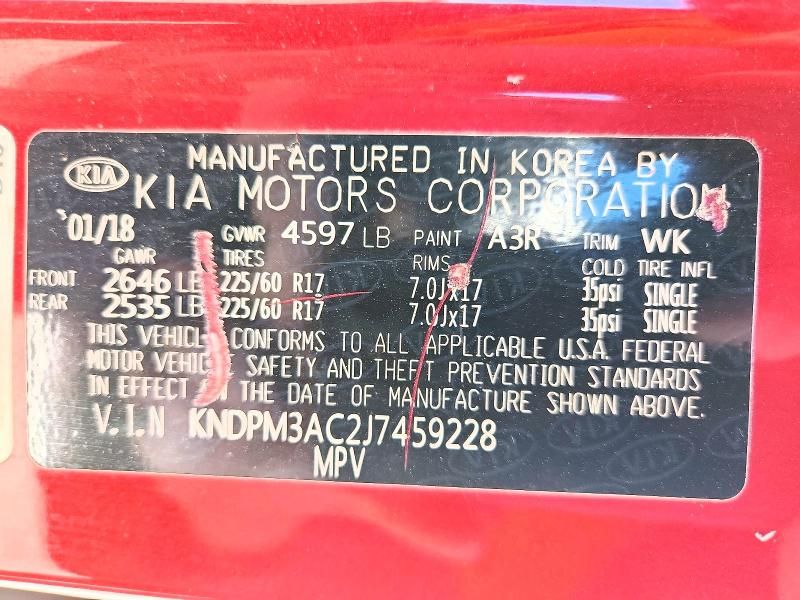 MANUFACTURED IN KOREA BY
KIA KIA MOTORS CORPORATION
01/18 GVWR 4597 LB PAINT A3R TRIM WK
GAWR TIRES RIMS COLD TIRE INFL
FRONT 2646 LB 225/60 R17 7.0Jx17 35psi SINGLE
REAR 2535 LB 225/60 R17 7.0Jx17 35psi SINGLE
THIS VEHICLE CONFORMS TO ALL APPLICABLE U.S.A. FEDERAL
MOTOR VEHICLE SAFETY AND THEFT PREVENTION STANDARDS
IN EFFECT ON THE DATE OF MANUFACTURE SHOWN ABOVE.
V.I.N KNDPM3AC2J7459228
MPV